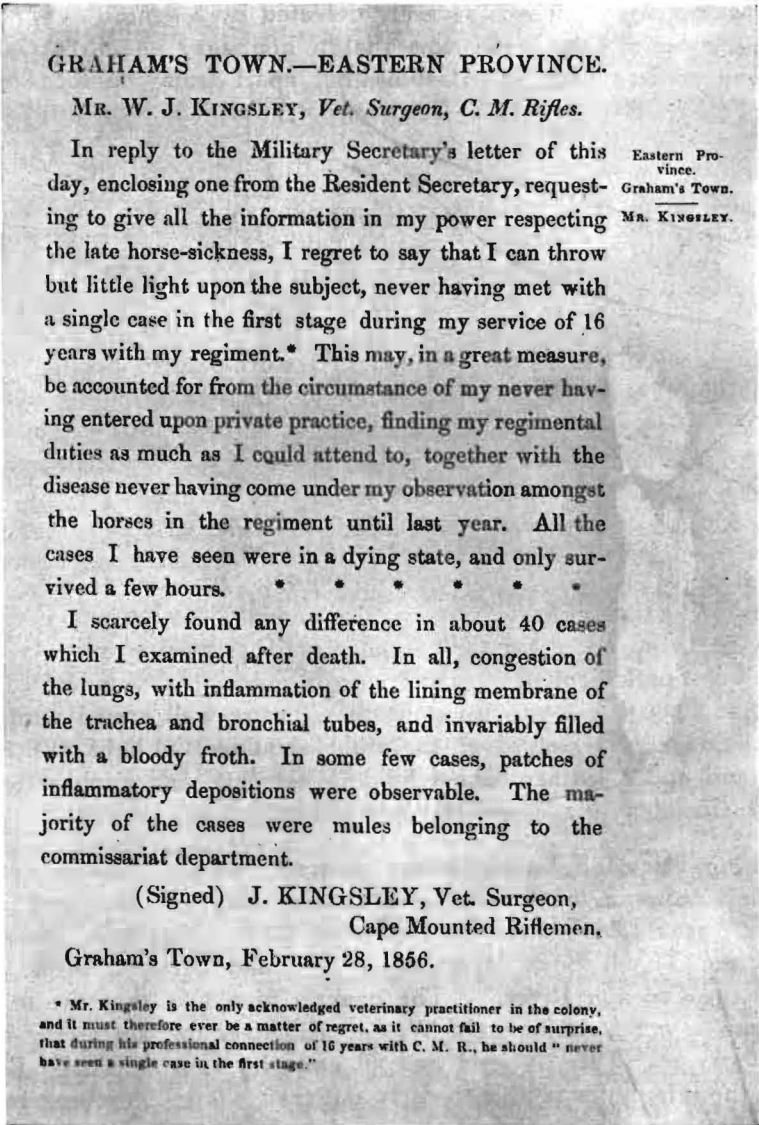 GRAHAM'S TOWN.—EASTERN PROVINCE.
MR. W. J. KINGSLEY, Vet. Surgeon, C. M. Rifles.
In reply to the Military Secretary's letter of this
day, enclosing one from the Resident Secretary, request-
ing to give all the information in my power respecting
the late horse-sickness, I regret to say that I can throw
but little light upon the subject, never having met with
a single case in the first stage during my service of 16
years with my regiment.* This may, in a great measure,
be accounted for from the circumstance of my never hav-
ing entered upon private practice, finding my regimental
duties as much as I could attend to, together with the
disease never having come under my observation amongst
the horses in the regiment until last year. All the
cases I have seen were in a dying state, and only sur-
vived a few hours. * * * * * *
I scarcely found any difference in about 40 cases
which I examined after death. In all, congestion of
the lungs, with inflammation of the lining membrane of
the trachea and bronchial tubes, and invariably filled
with a bloody froth. In some few cases, patches of
inflammatory depositions were observable. The ma-
jority of the cases were mules belonging to the
commissariat department.
(Signed) J. KINGSLEY, Vet. Surgeon,
Cape Mounted Riflemen.
Graham's Town, February 28, 1856.
* Mr. Kingsley is the only acknowledged veterinary practitioner in the colony,
and it must therefore ever be a matter of regret, as it cannot fail to be of surprise,
that during his professional connection of 16 years with C. M. R., he should "never
have seen a single case in the first stage."
Eastern Pro-
vince.
Graham's Town.
MR. KINGSLEY.